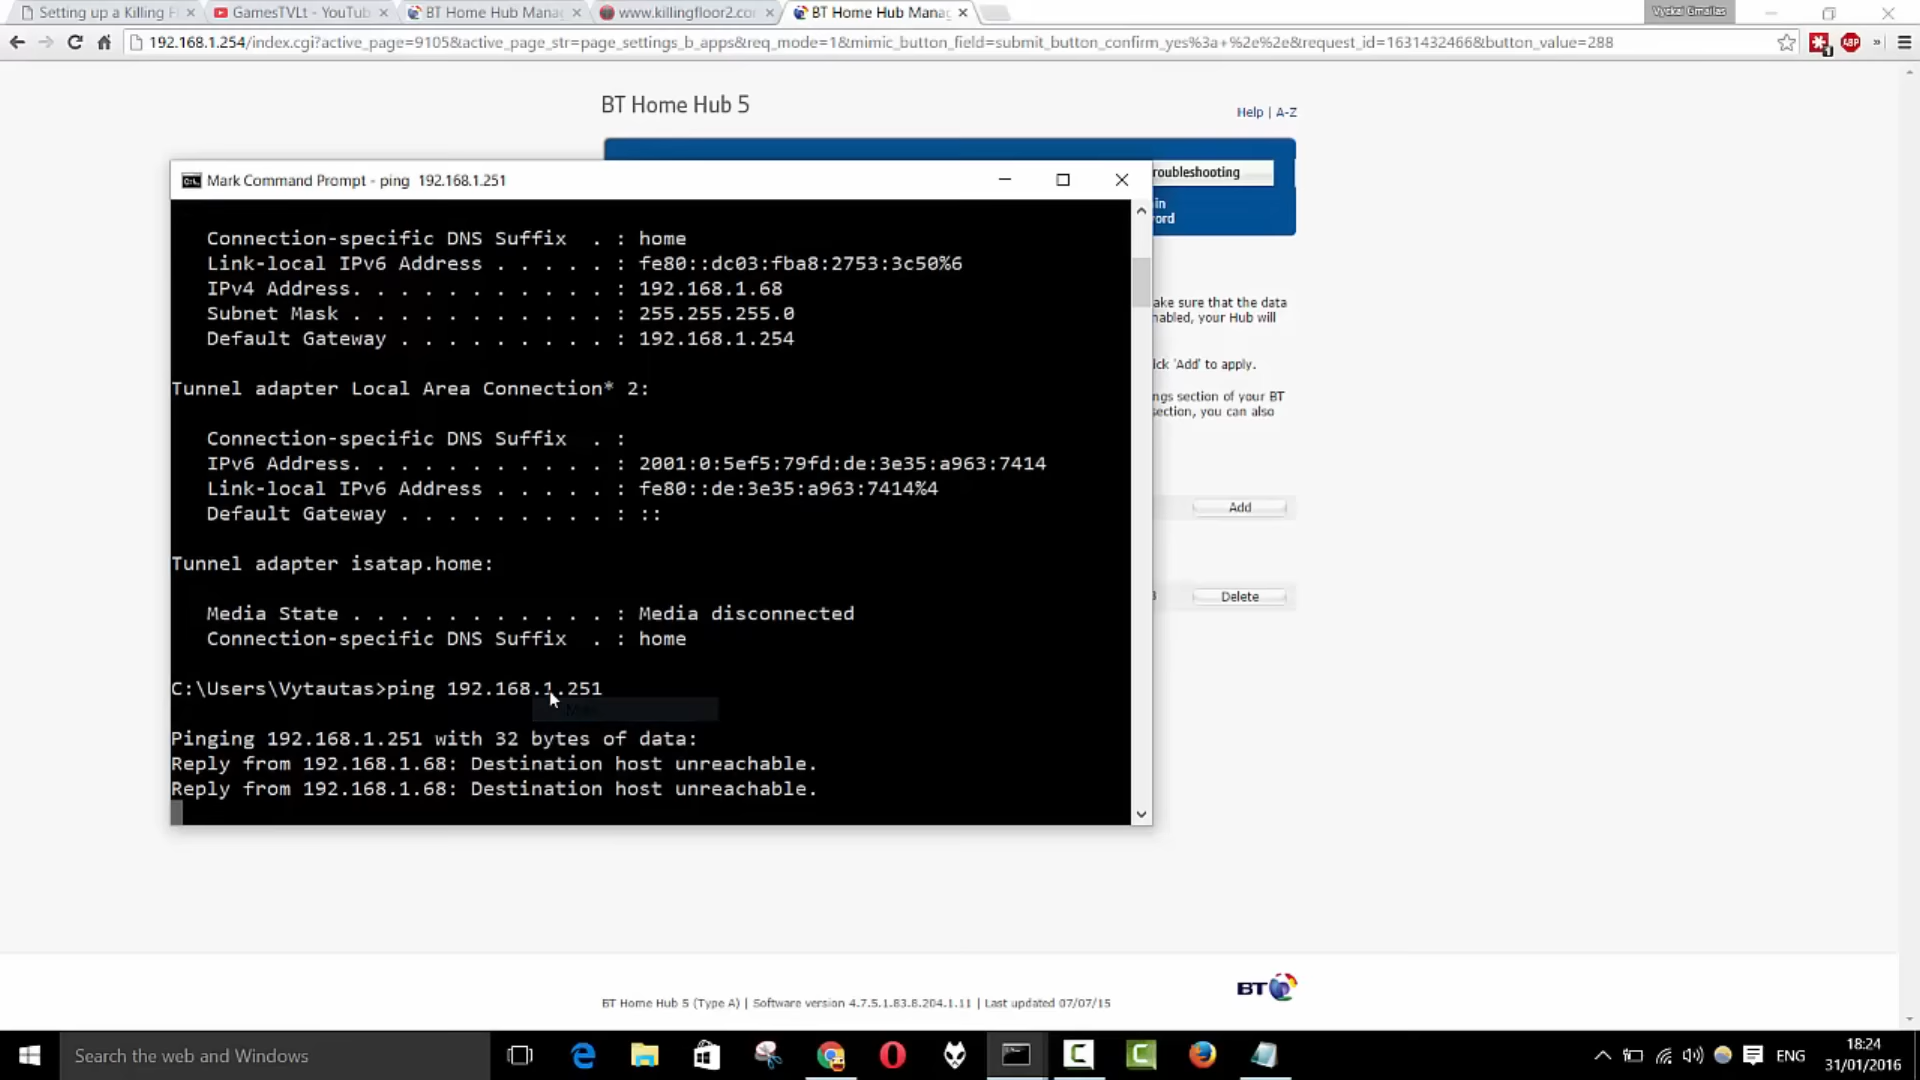 Setting up a Killing F
GamesTVLt - YouTub
BT Home Hub Mana
www.killingfloor2.co
BT Home Hub Mana
Vyckai Gmailas
192.168.1.254/index.cgi?active_page=9105&active_page_str=page_settings_b_apps&req_mode=1&mimic_button_field=submit_button_confirm_yes%3a+%2e%2e&request_id=1631432466&button_value=288
ABP
BT Home Hub 5
Help | A-Z
roubleshooting
in
ord
Mark Command Prompt - ping 192.168.1.251
Connection-specific DNS Suffix . : home
Link-local IPv6 Address . . . . . : fe80::dc03:fba8:2753:3c50%6
IPv4 Address. . . . . . . . . . . : 192.168.1.68
Subnet Mask . . . . . . . . . . . : 255.255.255.0
Default Gateway . . . . . . . . . : 192.168.1.254
Tunnel adapter Local Area Connection* 2:
Connection-specific DNS Suffix . :
IPv6 Address. . . . . . . . . . . : 2001:0:5ef5:79fd:de:3e35:a963:7414
Link-local IPv6 Address . . . . . : fe80::de:3e35:a963:7414%4
Default Gateway . . . . . . . . . : ::
Tunnel adapter isatap.home:
Media State . . . . . . . . . . . : Media disconnected
Connection-specific DNS Suffix . : home
C:\Users\Vytautas>ping 192.168.1.251
Pinging 192.168.1.251 with 32 bytes of data:
Reply from 192.168.1.68: Destination host unreachable.
Reply from 192.168.1.68: Destination host unreachable.
ake sure that the data
nabled, your Hub will
ick 'Add' to apply.
ngs section of your BT
section, you can also
Add
Delete
BT
BT Home Hub 5 (Type A) | Software version 4.7.5.1.83.8.204.1.11 | Last updated 07/07/15
Search the web and Windows
ENG
18:24
31/01/2016